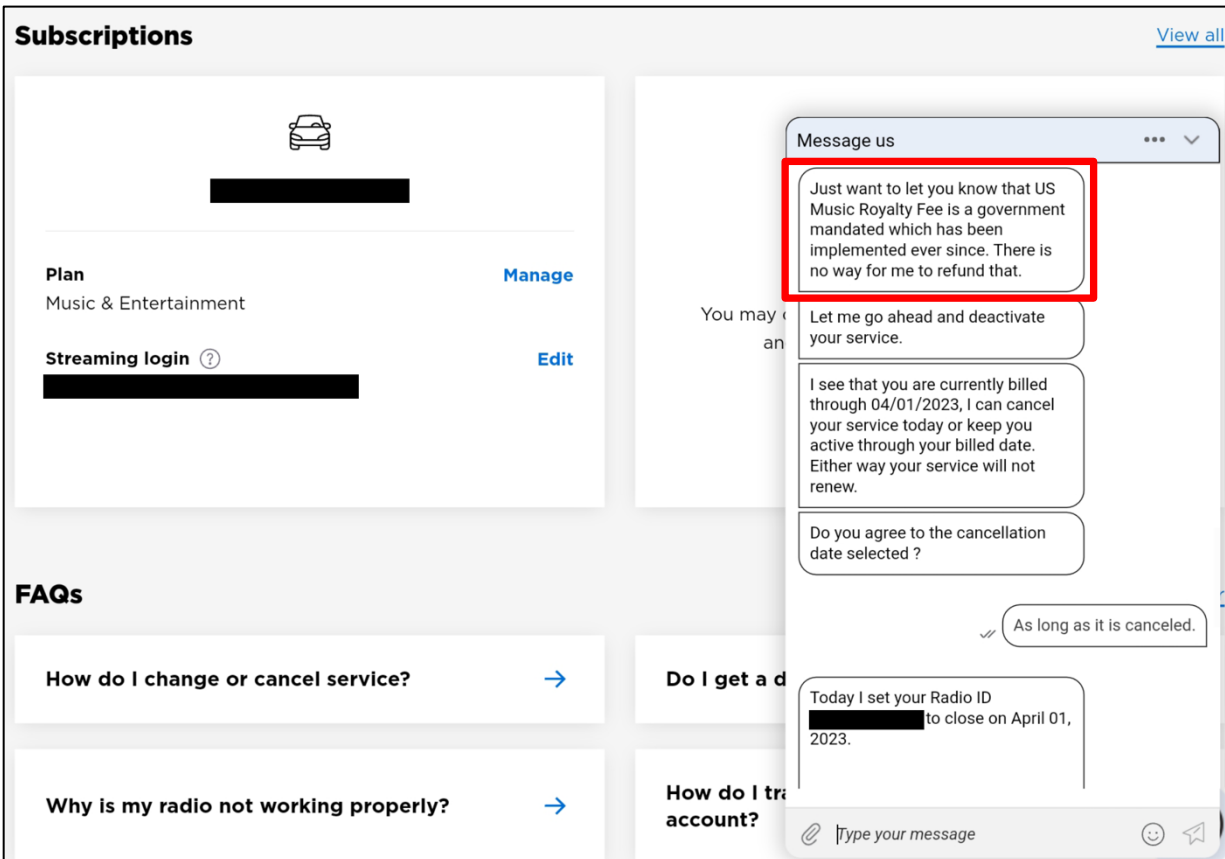 Subscriptions
View all
Plan
Manage
Music & Entertainment
Streaming login ?
Edit
You may
an
FAQs
How do I change or cancel service?
Do I get a d
Why is my radio not working properly?
How do I tra
account?
Message us
Just want to let you know that US
Music Royalty Fee is a government
mandated which has been
implemented ever since. There is
no way for me to refund that.
Let me go ahead and deactivate
your service.
I see that you are currently billed
through 04/01/2023, I can cancel
your service today or keep you
active through your billed date.
Either way your service will not
renew.
Do you agree to the cancellation
date selected ?
As long as it is canceled.
Today I set your Radio ID
to close on April 01,
2023.
Type your message